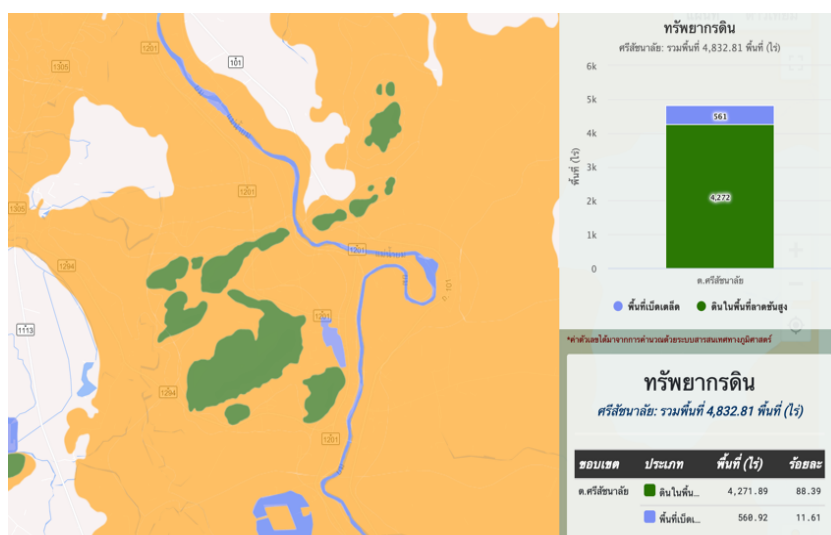 ทรัพยากรดิน
ศรีสัชนาลัย: รวมพื้นที่ 4,832.81 พื้นที่ (ไร่)
6k
5k
4k
3k
2k
1k
0
พื้นที่ (ไร่)
561
4,272
ต.ศรีสัชนาลัย
พื้นที่เบ็ดเตล็ด
ดินในพื้นที่ลาดชันสูง
*ค่าตัวเลขได้มาจากการคำนวณด้วยระบบสารสนเทศทางภูมิศาสตร์
ทรัพยากรดิน
ศรีสัชนาลัย: รวมพื้นที่ 4,832.81 พื้นที่ (ไร่)
ขอบเขต ประเภท พื้นที่ (ไร่) ร้อยละ
ต.ศรีสัชนาลัย ดินในพื้น... 4,271.89 88.39
พื้นที่เบ็ดเ... 560.92 11.61
1201
101
1305
1201
1305
1201
1294
1113
1201
1294
1201